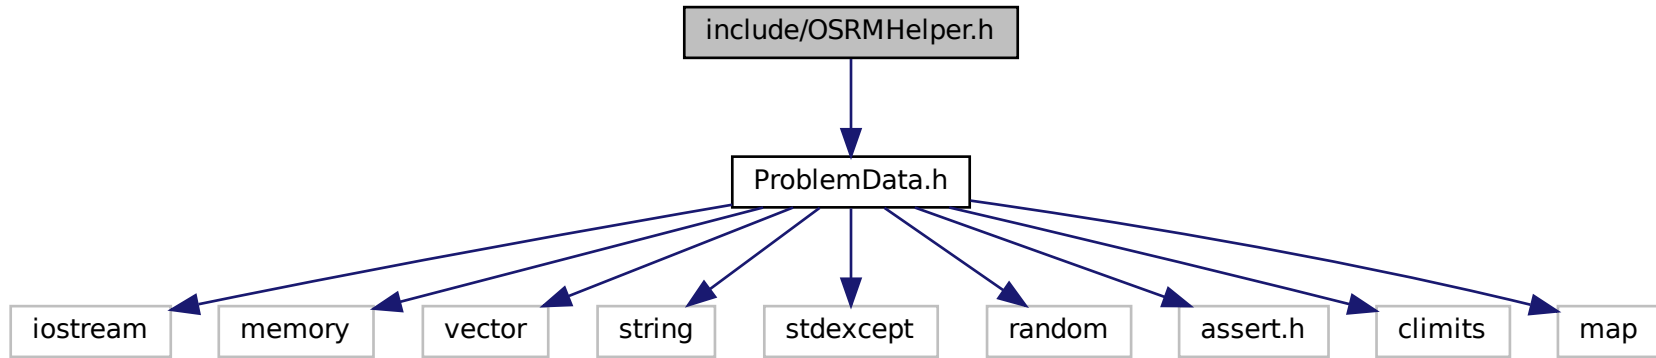 include/OSRMHelper.h
ProblemData.h
iostream
memory
vector
string
stdexcept
random
assert.h
climits
map